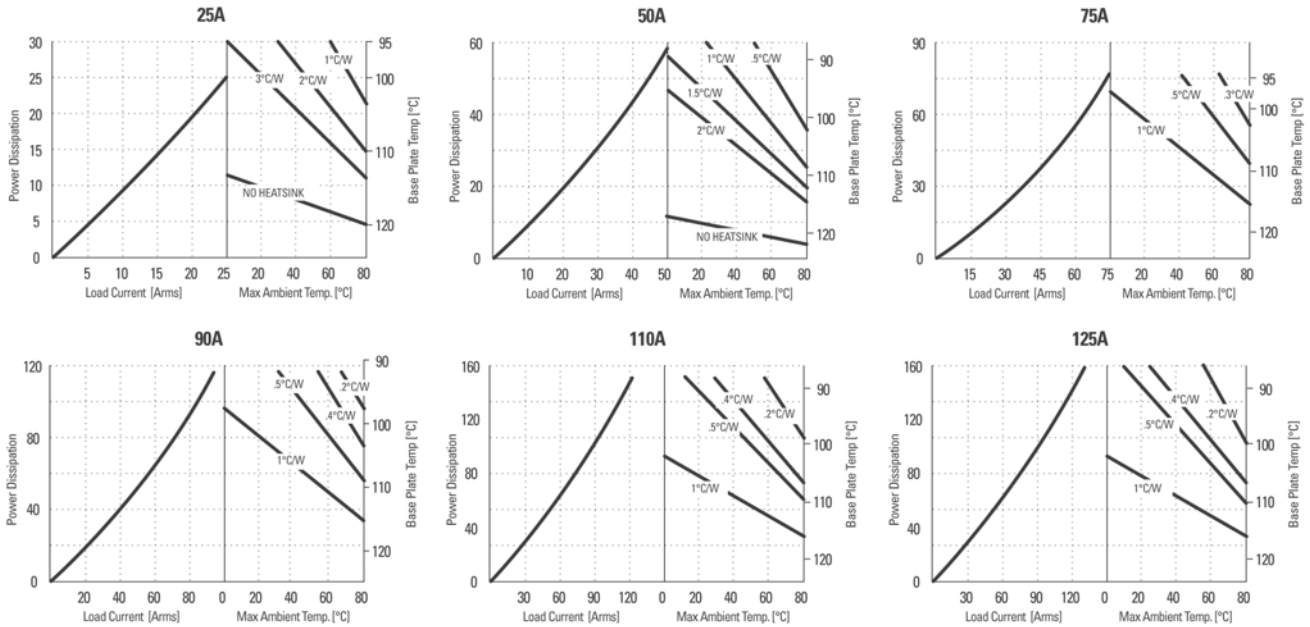 25A
30
25
20
15
10
5
0
5 10 15 20 25 20 40 60 80
95
100
110
120
3°C/W
2°C/W
1°C/W
NO HEATSINK
Power Dissipation
Base Plate Temp [°C]
Load Current [Arms]
Max Ambient Temp. [°C]
50A
60
40
20
0
10 20 30 40 50 20 40 60 80
90
100
110
120
1°C/W
.5°C/W
1.5°C/W
2°C/W
NO HEATSINK
Power Dissipation
Base Plate Temp [°C]
Load Current [Arms]
Max Ambient Temp. [°C]
75A
90
60
30
0
15 30 45 60 75 20 40 60 80
95
100
110
120
.5°C/W
.3°C/W
1°C/W
Power Dissipation
Base Plate Temp [°C]
Load Current [Arms]
Max Ambient Temp. [°C]
90A
120
80
40
0
20 40 60 80 0 20 40 60 80
90
100
110
120
.5°C/W
.2°C/W
.4°C/W
1°C/W
Power Dissipation
Base Plate Temp [°C]
Load Current [Arms]
Max Ambient Temp. [°C]
110A
160
120
80
40
0
30 60 90 120 0 20 40 60 80
90
100
110
120
.4°C/W
.2°C/W
.5°C/W
1°C/W
Power Dissipation
Base Plate Temp [°C]
Load Current [Arms]
Max Ambient Temp. [°C]
125A
160
120
80
40
0
30 60 90 120 0 20 40 60 80
90
100
110
120
.4°C/W
.2°C/W
.5°C/W
1°C/W
Power Dissipation
Base Plate Temp [°C]
Load Current [Arms]
Max Ambient Temp. [°C]